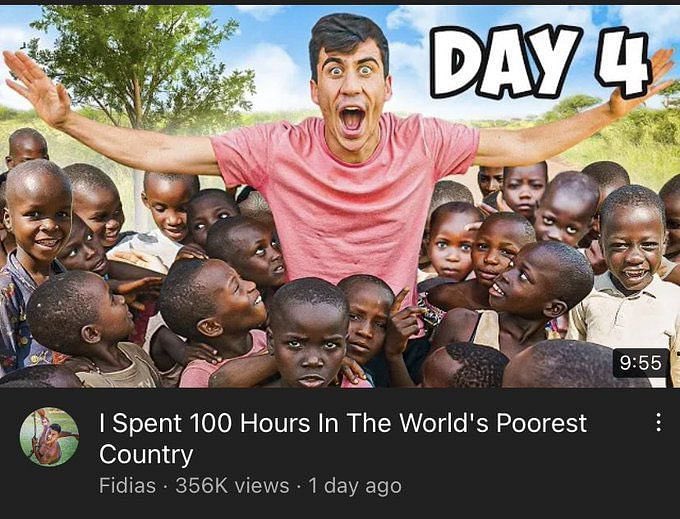 DAY 4
9:55
I Spent 100 Hours In The World's Poorest
Country
Fidias · 356K views · 1 day ago